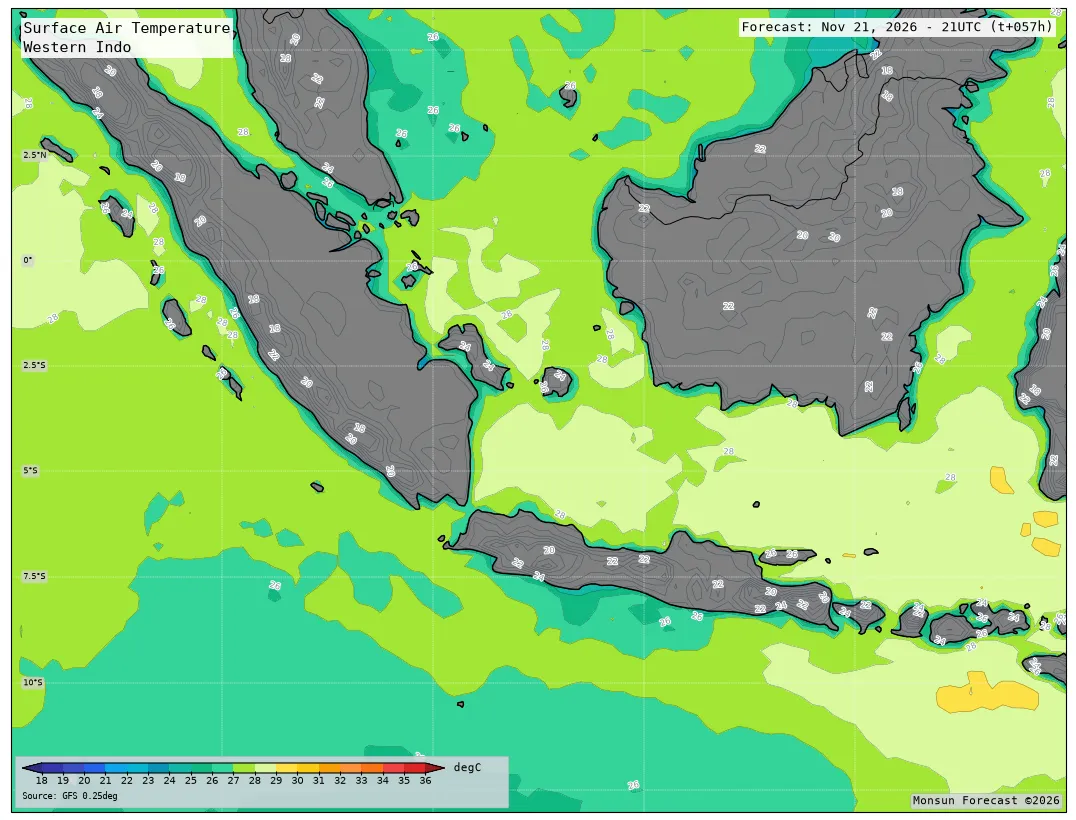 Surface Air Temperature
Western Indo
Forecast: Nov 21, 2026 - 21UTC (t+057h)
2.5°N
0°
2.5°S
5°S
7.5°S
10°S
18 19 20 21 22 23 24 25 26 27 28 29 30 31 32 33 34 35 36
degC
Source: GFS 0.25deg
Monsun Forecast ©2026